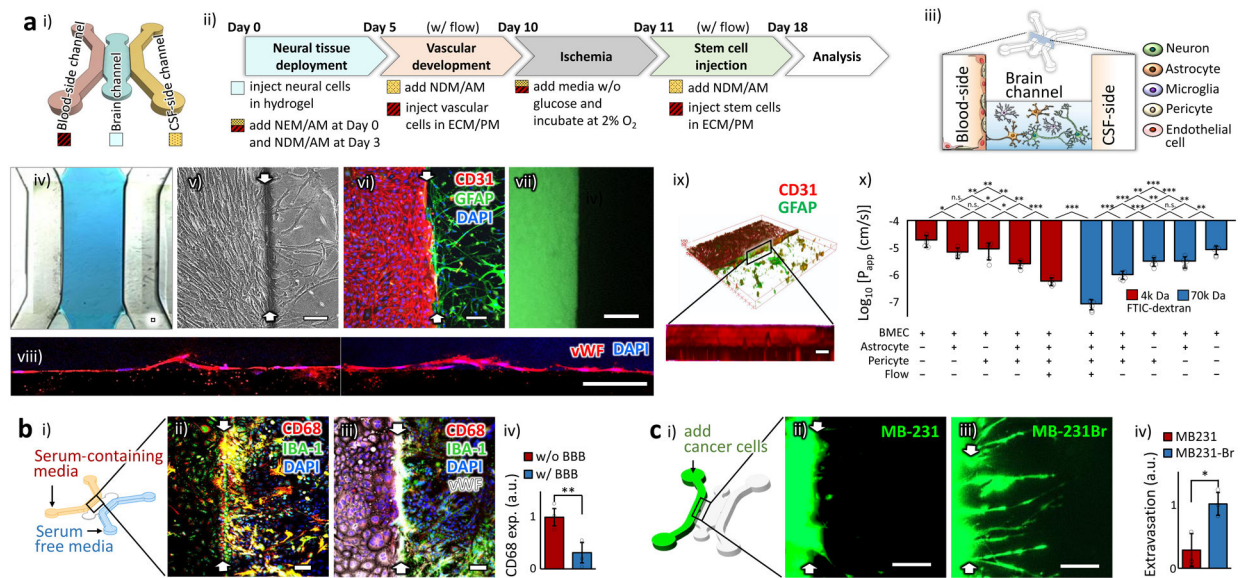 a
i)
Blood-side channel
Brain channel
CSF-side channel
ii)
Day 0
Day 5
(w/ flow)
Day 10
Day 11
(w/ flow)
Day 18
Neural tissue
deployment
Vascular
development
Ischemia
Stem cell
injection
Analysis
inject neural cells
in hydrogel
add NEM/AM at Day 0
and NDM/AM at Day 3
add NDM/AM
inject vascular
cells in ECM/PM
add media w/o
glucose and
incubate at 2% O₂
add NDM/AM
inject stem cells
in ECM/PM
iii)
Blood-side
Brain
channel
CSF-side
Neuron
Astrocyte
Microglia
Pericyte
Endothelial
cell
iv)
v)
vi)
CD31
GFAP
DAPI
vii)
iv)
viii)
vWF DAPI
ix)
CD31
GFAP
x)
*** 
** ** *** **
** ** ** *** ***
n.s. n.s. * ** *** *** *** n.s. **
* * * *** *** *** *** ** **
-4
-5
-6
-7
Log₁₀ [Papp (cm/s)]
4k Da
70k Da
FTIC-dextran
BMEC + + + + + + + + + +
Astrocyte − + − + + + + − + −
Pericyte − − + + + + + + − −
Flow − − − − + + − − − −
b
i)
Serum-containing
media
Serum
free media
ii)
CD68
IBA-1
DAPI
iii)
CD68
IBA-1
DAPI
vWF
iv)
w/o BBB
w/ BBB
**
CD68 exp. (a.u.)
1
0
c
i)
add
cancer cells
ii)
MB-231
iii)
MB-231Br
iv)
MB231
MB231-Br
*
Extravasation (a.u.)
1
0